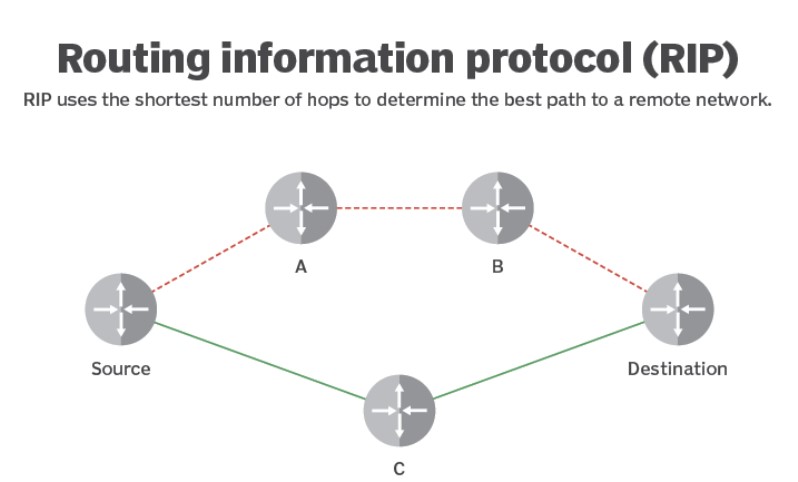 Routing information protocol (RIP)
RIP uses the shortest number of hops to determine the best path to a remote network.
A
B
Source
Destination
C